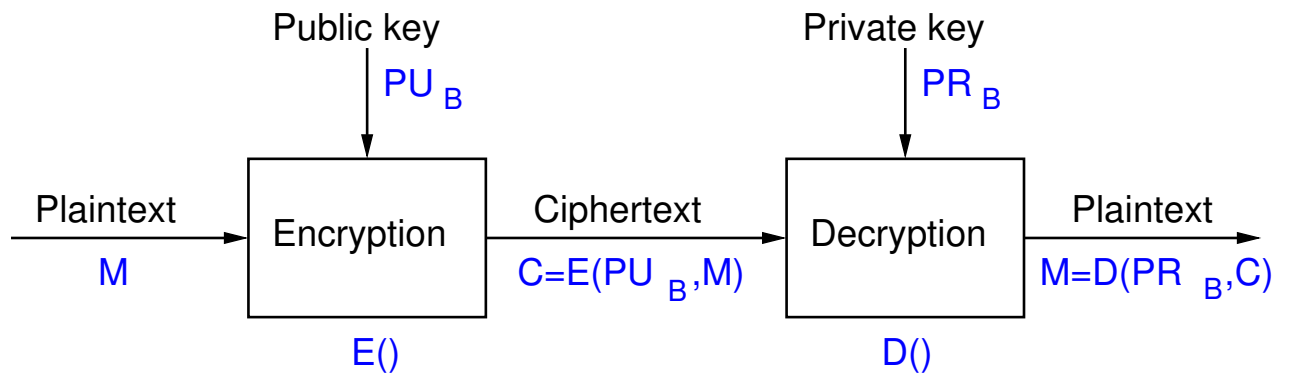 Public key
Private key
PU B
PR B
Plaintext
Ciphertext
Plaintext
Encryption
Decryption
M
C=E(PU B,M)
M=D(PR B,C)
E()
D()